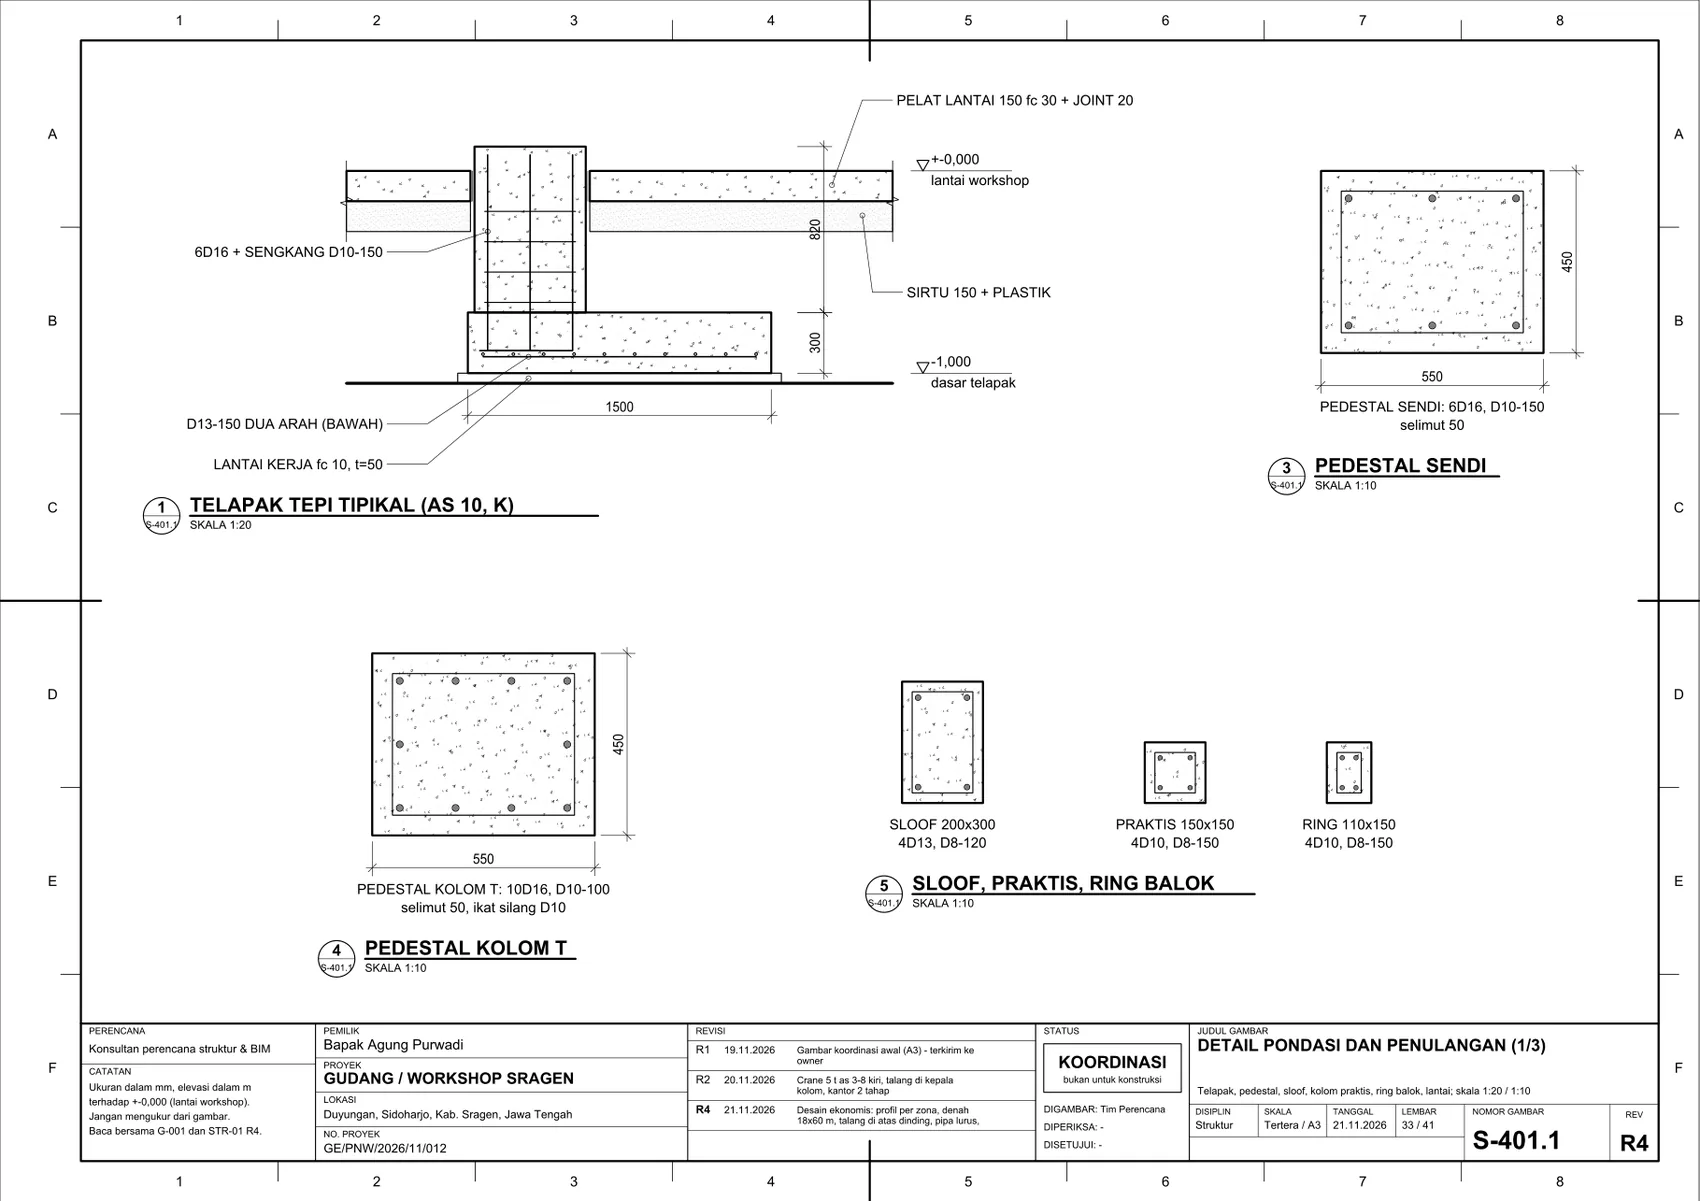 1 2 3 4 5 6 7 8
A A
B B
C C
D D
E E
F F
PELAT LANTAI 150 fc 30 + JOINT 20
+-0,000
lantai workshop
820
6D16 + SENGKANG D10-150
SIRTU 150 + PLASTIK
300
-1,000
dasar telapak
1500
D13-150 DUA ARAH (BAWAH)
LANTAI KERJA fc 10, t=50
1
S-401.1
TELAPAK TEPI TIPIKAL (AS 10, K)
SKALA 1:20
450
550
PEDESTAL SENDI: 6D16, D10-150
selimut 50
3
S-401.1
PEDESTAL SENDI
SKALA 1:10
450
550
PEDESTAL KOLOM T: 10D16, D10-100
selimut 50, ikat silang D10
4
S-401.1
PEDESTAL KOLOM T
SKALA 1:10
SLOOF 200x300
4D13, D8-120
PRAKTIS 150x150
4D10, D8-150
RING 110x150
4D10, D8-150
5
S-401.1
SLOOF, PRAKTIS, RING BALOK
SKALA 1:10
PERENCANA
Konsultan perencana struktur & BIM
CATATAN
Ukuran dalam mm, elevasi dalam m
terhadap +-0,000 (lantai workshop).
Jangan mengukur dari gambar.
Baca bersama G-001 dan STR-01 R4.
PEMILIK
Bapak Agung Purwadi
PROYEK
GUDANG / WORKSHOP SRAGEN
LOKASI
Duyungan, Sidoharjo, Kab. Sragen, Jawa Tengah
NO. PROYEK
GE/PNW/2026/11/012
REVISI
R1 19.11.2026 Gambar koordinasi awal (A3) - terkirim ke
owner
R2 20.11.2026 Crane 5 t as 3-8 kiri, talang di kepala
kolom, kantor 2 tahap
R4 21.11.2026 Desain ekonomis: profil per zona, denah
18x60 m, talang di atas dinding, pipa lurus,
STATUS
KOORDINASI
bukan untuk konstruksi
DIGAMBAR: Tim Perencana
DIPERIKSA: -
DISETUJUI: -
JUDUL GAMBAR
DETAIL PONDASI DAN PENULANGAN (1/3)
Telapak, pedestal, sloof, kolom praktis, ring balok, lantai; skala 1:20 / 1:10
DISIPLIN
Struktur
SKALA
Tertera / A3
TANGGAL
21.11.2026
LEMBAR
33 / 41
NOMOR GAMBAR
S-401.1
REV
R4
1 2 3 4 5 6 7 8